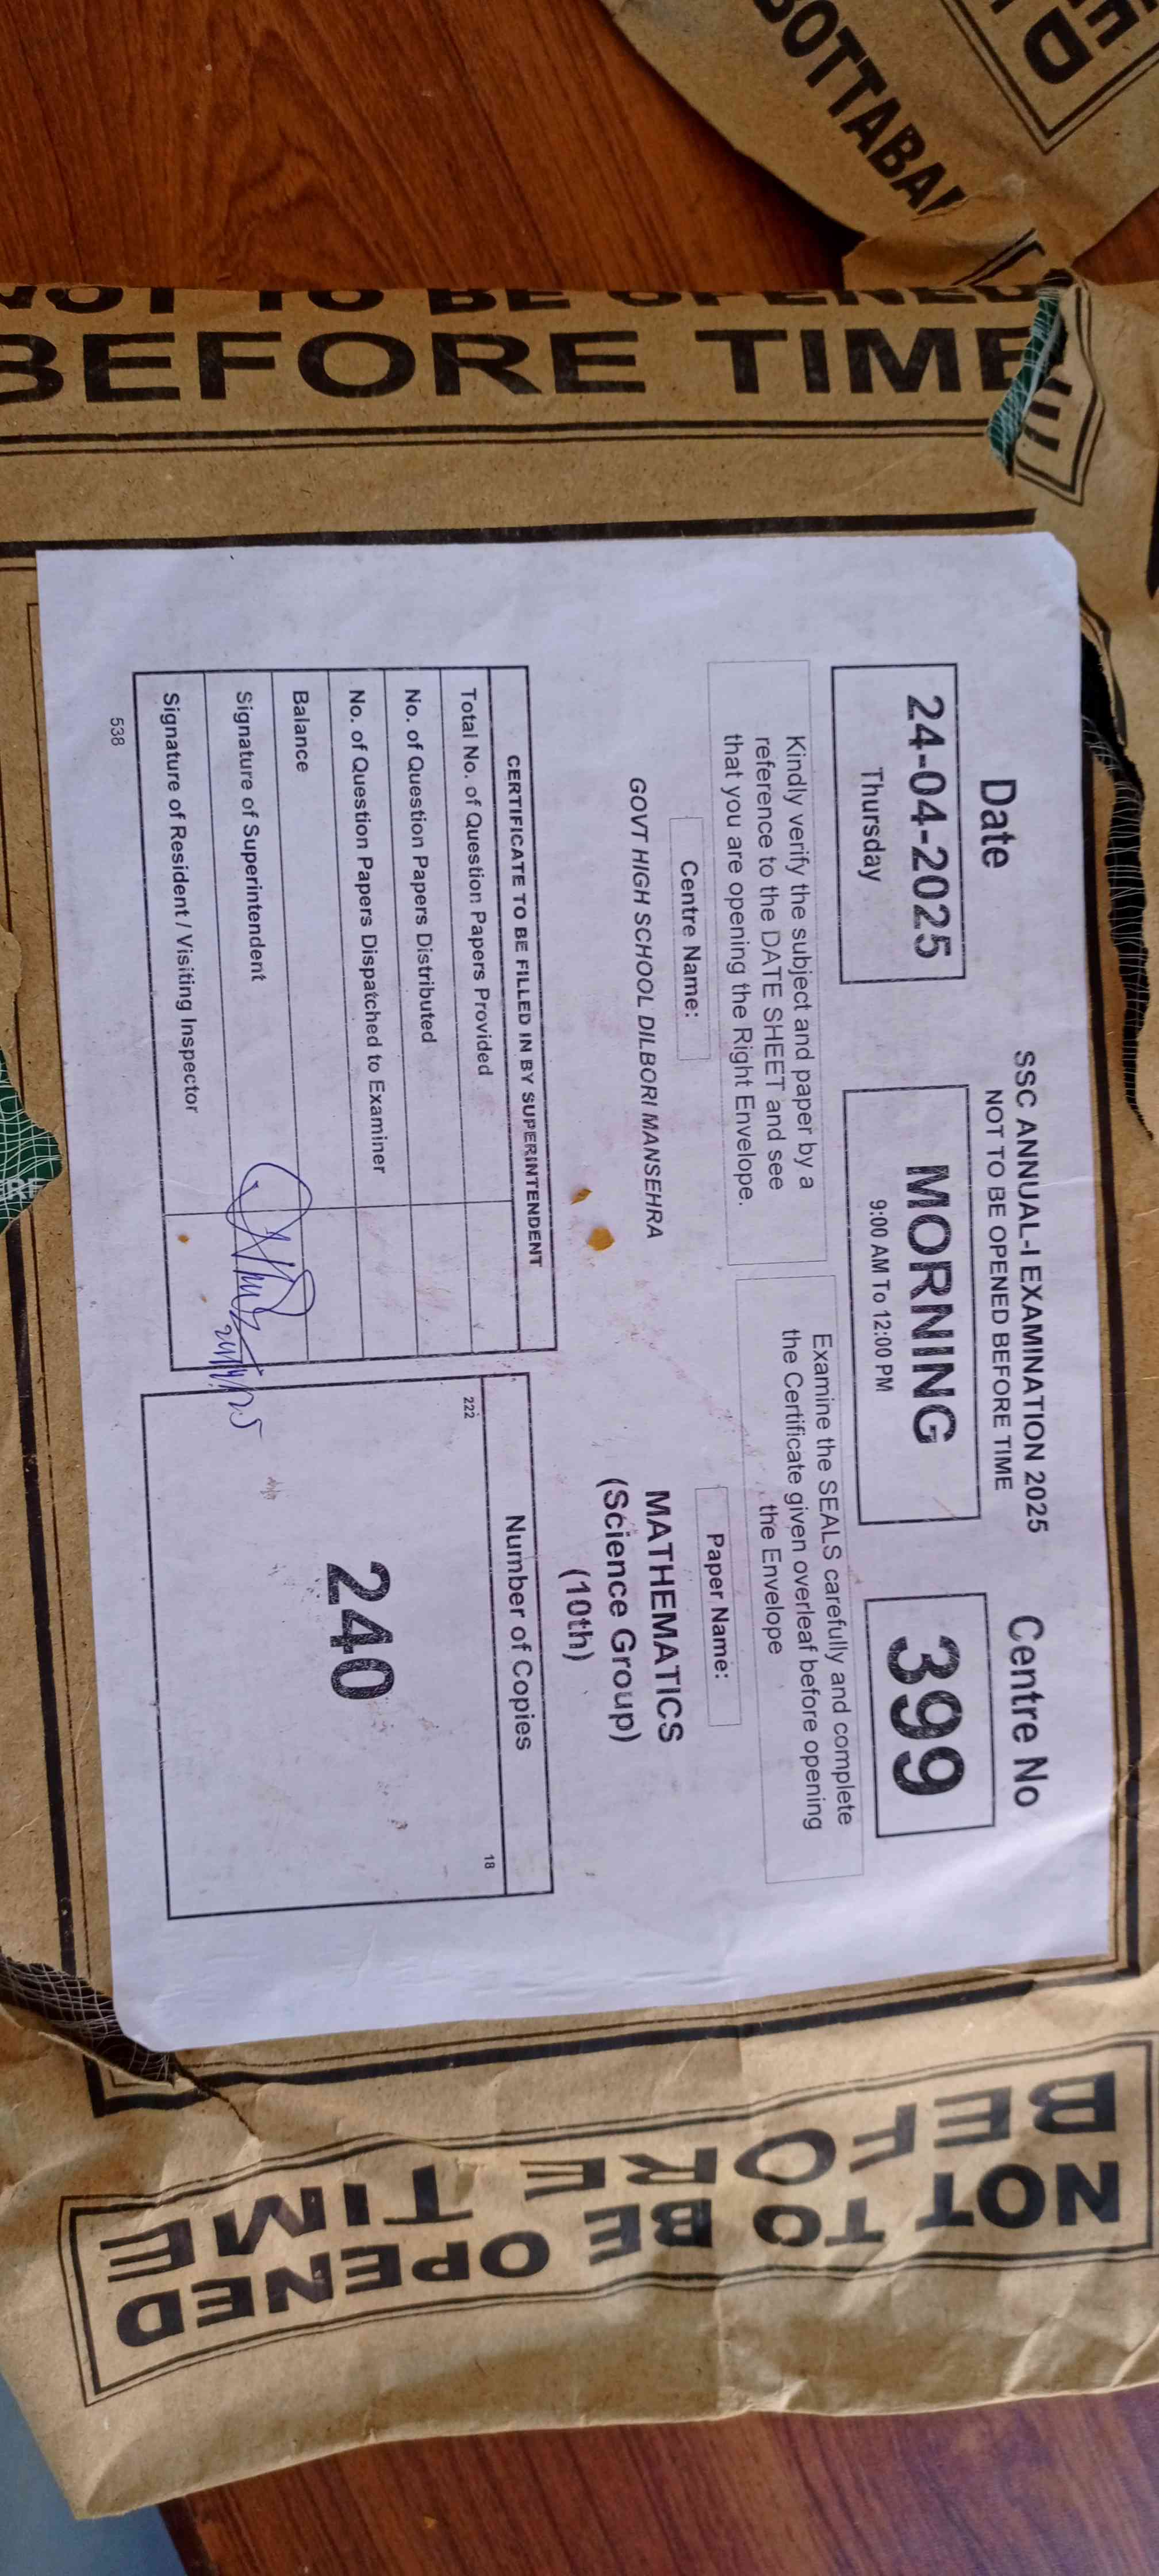 BOTTABA
D
NOT TO BE OPENED
BEFORE TIME
SSC ANNUAL-I EXAMINATION 2025
NOT TO BE OPENED BEFORE TIME
Date
24-04-2025
Thursday
MORNING
9:00 AM To 12:00 PM
Centre No
399
Kindly verify the subject and paper by a
reference to the DATE SHEET and see
that you are opening the Right Envelope.
Examine the SEALS carefully and complete
the Certificate given overleaf before opening
the Envelope
Centre Name:
GOVT HIGH SCHOOL DILBORI MANSEHRA
Paper Name:
MATHEMATICS
(Science Group)
(10th)
CERTIFICATE TO BE FILLED IN BY SUPERINTENDENT
Total No. of Question Papers Provided
No. of Question Papers Distributed
No. of Question Papers Dispatched to Examiner
Balance
Signature of Superintendent
Signature of Resident / Visiting Inspector
538
Number of Copies
222
18
240
NOT TO BE OPENED
BEFORE TIME